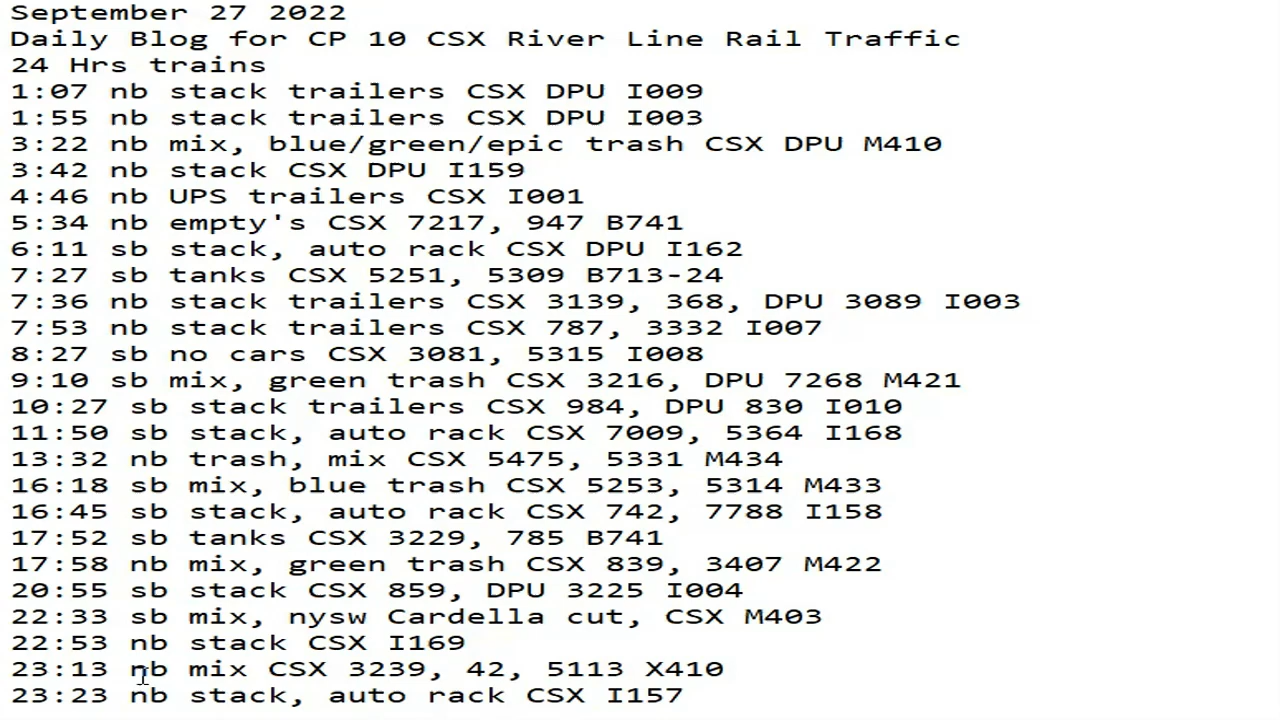 September 27 2022
Daily Blog for CP 10 CSX River Line Rail Traffic
24 Hrs trains
1:07 nb stack trailers CSX DPU I009
1:55 nb stack trailers CSX DPU I003
3:22 nb mix, blue/green/epic trash CSX DPU M410
3:42 nb stack CSX DPU I159
4:46 nb UPS trailers CSX I001
5:34 nb empty's CSX 7217, 947 B741
6:11 sb stack, auto rack CSX DPU I162
7:27 sb tanks CSX 5251, 5309 B713-24
7:36 nb stack trailers CSX 3139, 368, DPU 3089 I003
7:53 nb stack trailers CSX 787, 3332 I007
8:27 sb no cars CSX 3081, 5315 I008
9:10 sb mix, green trash CSX 3216, DPU 7268 M421
10:27 sb stack trailers CSX 984, DPU 830 I010
11:50 sb stack, auto rack CSX 7009, 5364 I168
13:32 nb trash, mix CSX 5475, 5331 M434
16:18 sb mix, blue trash CSX 5253, 5314 M433
16:45 sb stack, auto rack CSX 742, 7788 I158
17:52 sb tanks CSX 3229, 785 B741
17:58 nb mix, green trash CSX 839, 3407 M422
20:55 sb stack CSX 859, DPU 3225 I004
22:33 sb mix, nysw Cardella cut, CSX M403
22:53 nb stack CSX I169
23:13 nb mix CSX 3239, 42, 5113 X410
23:23 nb stack, auto rack CSX I157